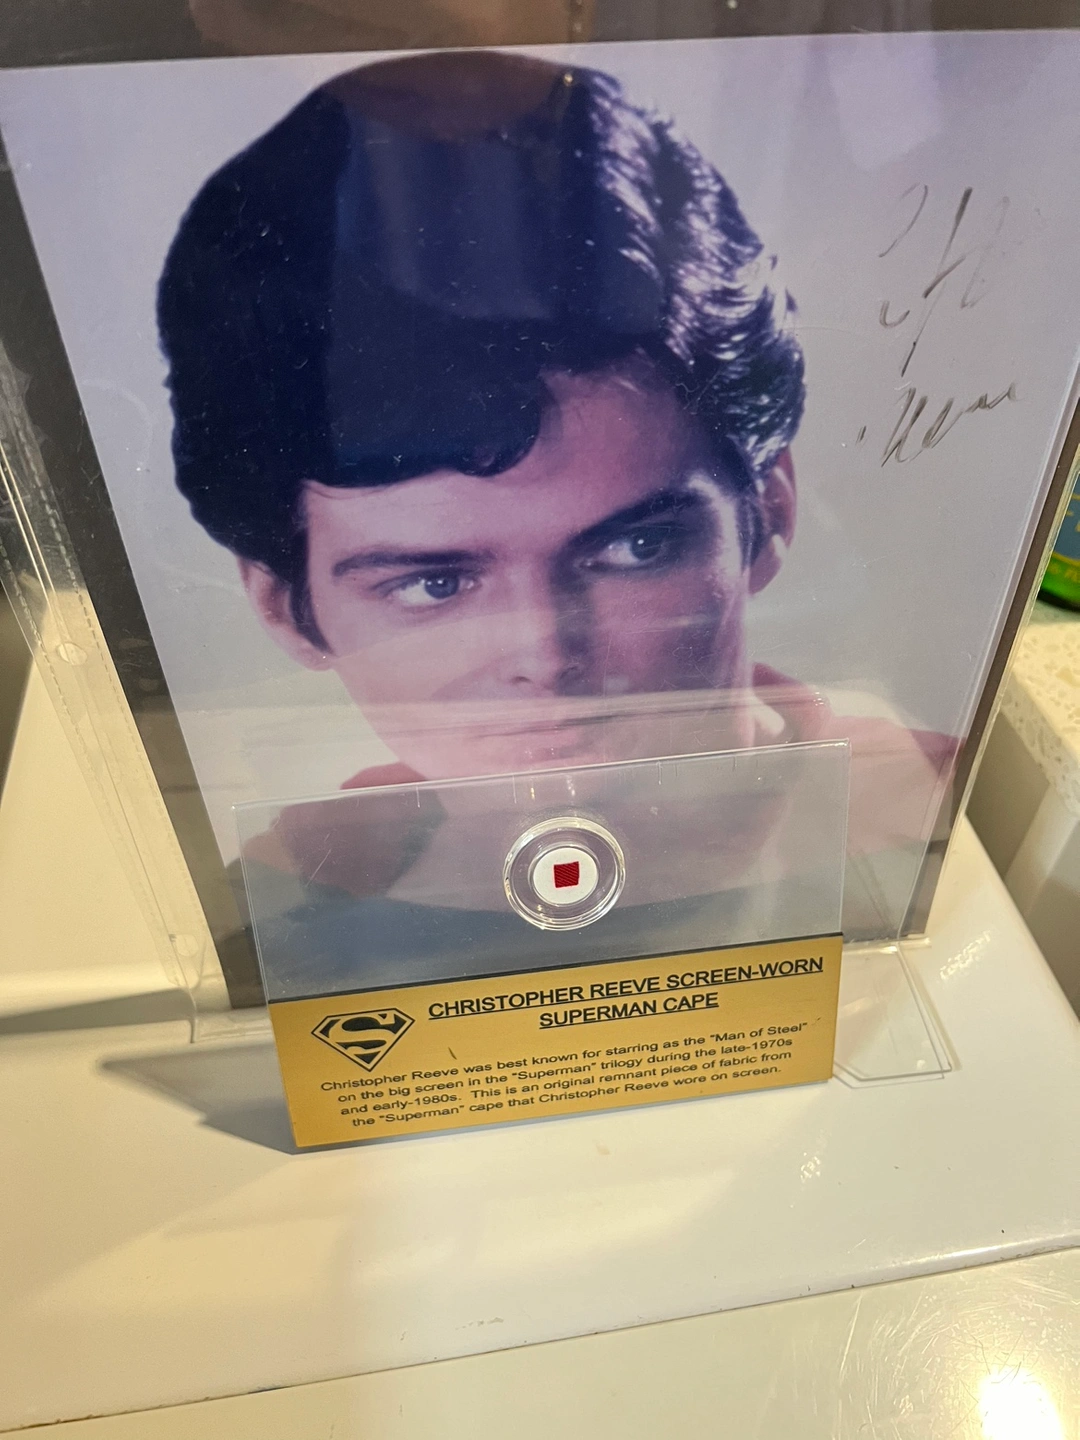 CHRISTOPHER REEVE SCREEN-WORN
SUPERMAN CAPE
Christopher Reeve was best known for starring as the "Man of Steel"
on the big screen in the "Superman" trilogy during the late-1970s
and early-1980s. This is an original remnant piece of fabric from
the "Superman" cape that Christopher Reeve wore on screen.